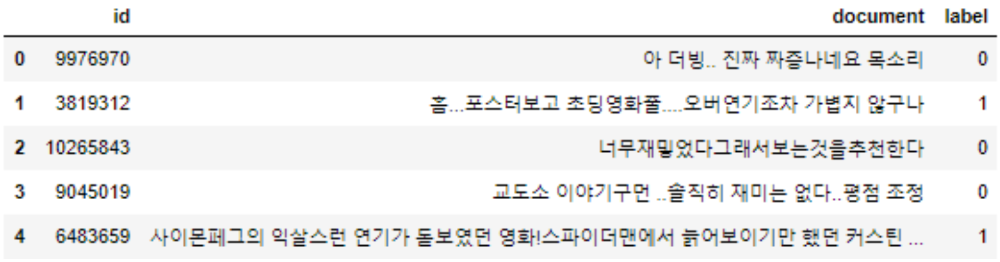 id document label
0 9976970 아 더빙.. 진짜 짜증나네요 목소리 0
1 3819312 흠...포스터보고 초딩영화줄....오버연기조차 가볍지 않구나 1
2 10265843 너무재밓었다그래서보는것을추천한다 0
3 9045019 교도소 이야기구먼 ..솔직히 재미는 없다..평점 조정 0
4 6483659 사이몬페그의 익살스런 연기가 돋보였던 영화!스파이더맨에서 늙어보이기만 했던 커스틴 ... 1